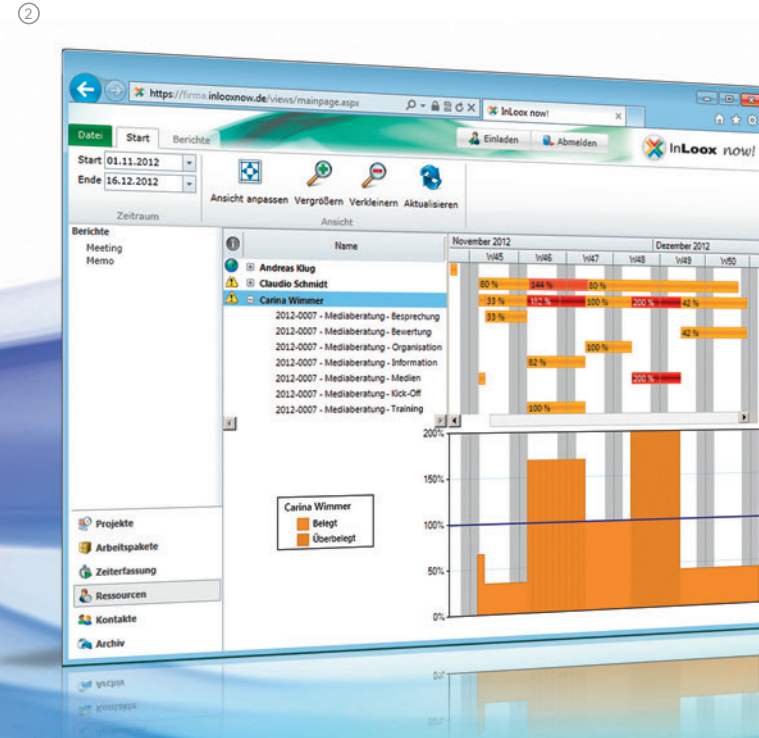 2
https://firma.inlooxnow.de/views/mainpage.aspx
InLoox now!
Datei Start Berichte
Einladen Abmelden
InLoox now!
Start 01.11.2012
Ende 16.12.2012
Ansicht anpassen Vergrößern Verkleinern Aktualisieren
Zeitraum Ansicht
Berichte
Meeting
Memo
Name
November 2012 Dezember 2012
W45 W46 W47 W48 W49 W50
Andreas Klug
Claudio Schmidt 80 % 144 % 80 %
Carina Wimmer 33 % 112 % 100 % 200 % 42 %
2012-0007 - Mediaberatung - Besprechung 33 %
2012-0007 - Mediaberatung - Bewertung 42 %
2012-0007 - Mediaberatung - Organisation 100 %
2012-0007 - Mediaberatung - Information 82 %
2012-0007 - Mediaberatung - Medien 200 %
2012-0007 - Mediaberatung - Kick-Off
2012-0007 - Mediaberatung - Training 100 %
200%
150%
100%
50%
0%
Carina Wimmer
Belegt
Überbelegt
Projekte
Arbeitspakete
Zeiterfassung
Ressourcen
Kontakte
Archiv